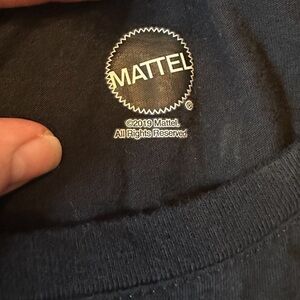 MATTEL
®
©2019 Mattel.
All Rights Reserved